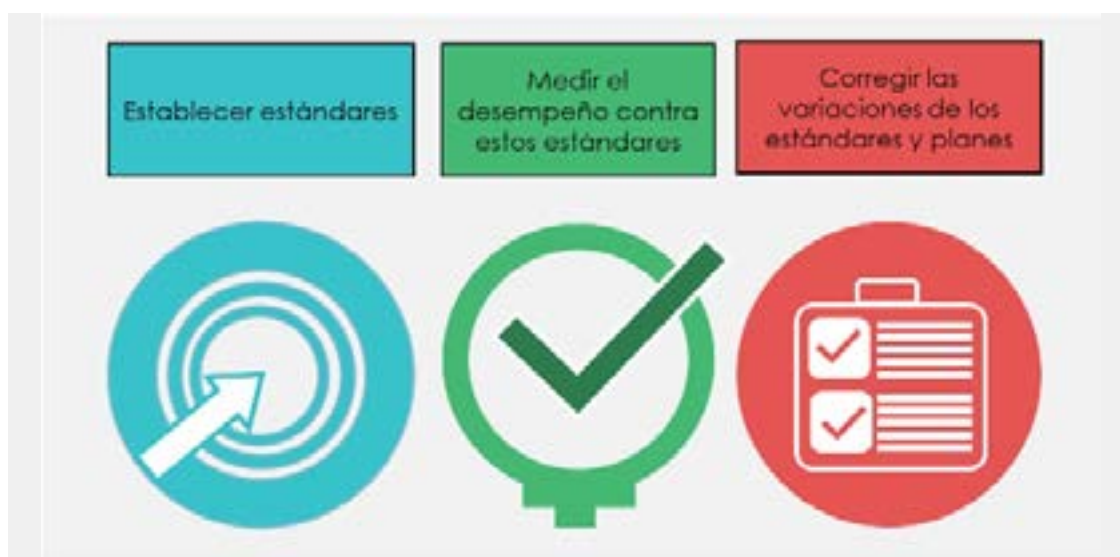 Establecer estándares
Medir el
desempeño contra
estos estándares
Corregir las
variaciones de los
estándares y planes